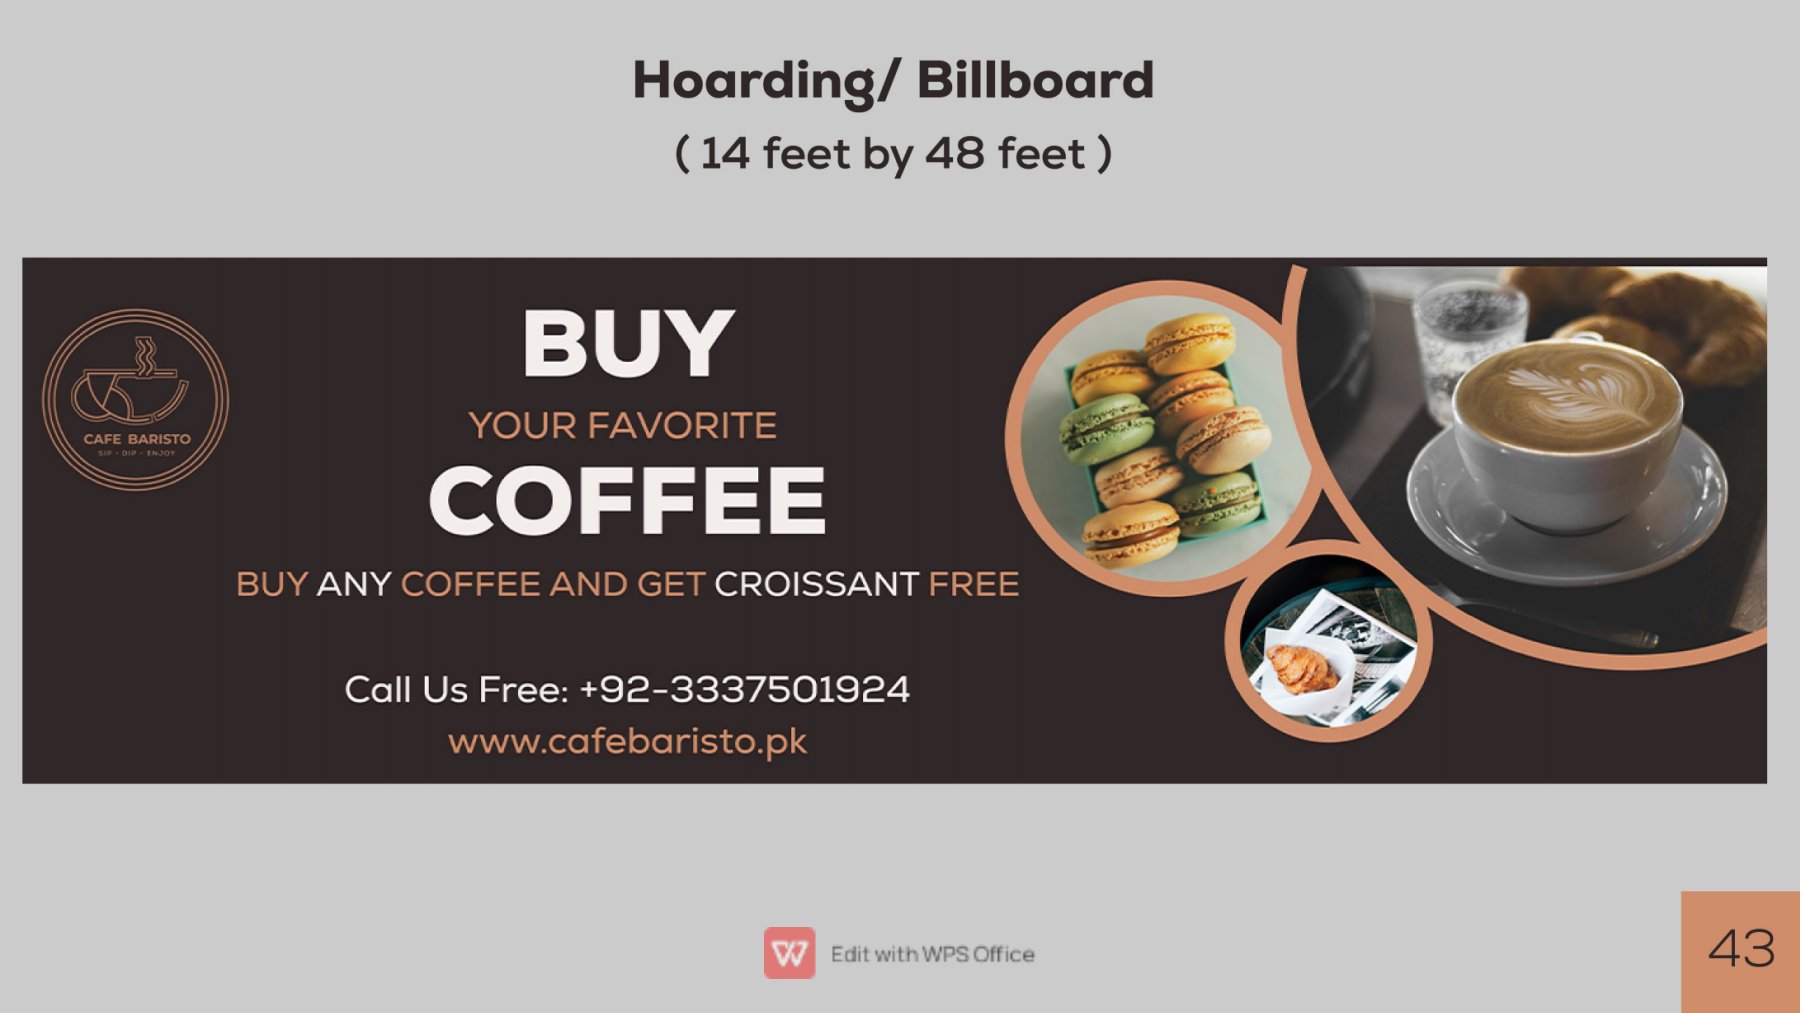 Hoarding/ Billboard
( 14 feet by 48 feet )
CAFE BARISTO
SIP - DIP - ENJOY
BUY
YOUR FAVORITE
COFFEE
BUY ANY COFFEE AND GET CROISSANT FREE
Call Us Free: +92-3337501924
www.cafebaristo.pk
Edit with WPS Office
43